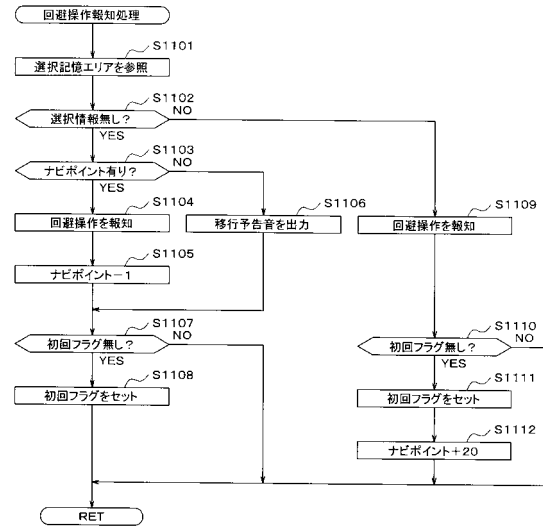 回避操作報知処理
S1101
選択記憶エリアを参照
S1102
選択情報無し?
NO
YES
S1103
ナビポイント有り?
NO
YES
S1104
回避操作を報知
S1105
ナビポイント－1
S1106
移行予告音を出力
S1107
初回フラグ無し?
NO
YES
S1108
初回フラグをセット
S1109
回避操作を報知
S1110
初回フラグ無し?
NO
YES
S1111
初回フラグをセット
S1112
ナビポイント＋20
RET